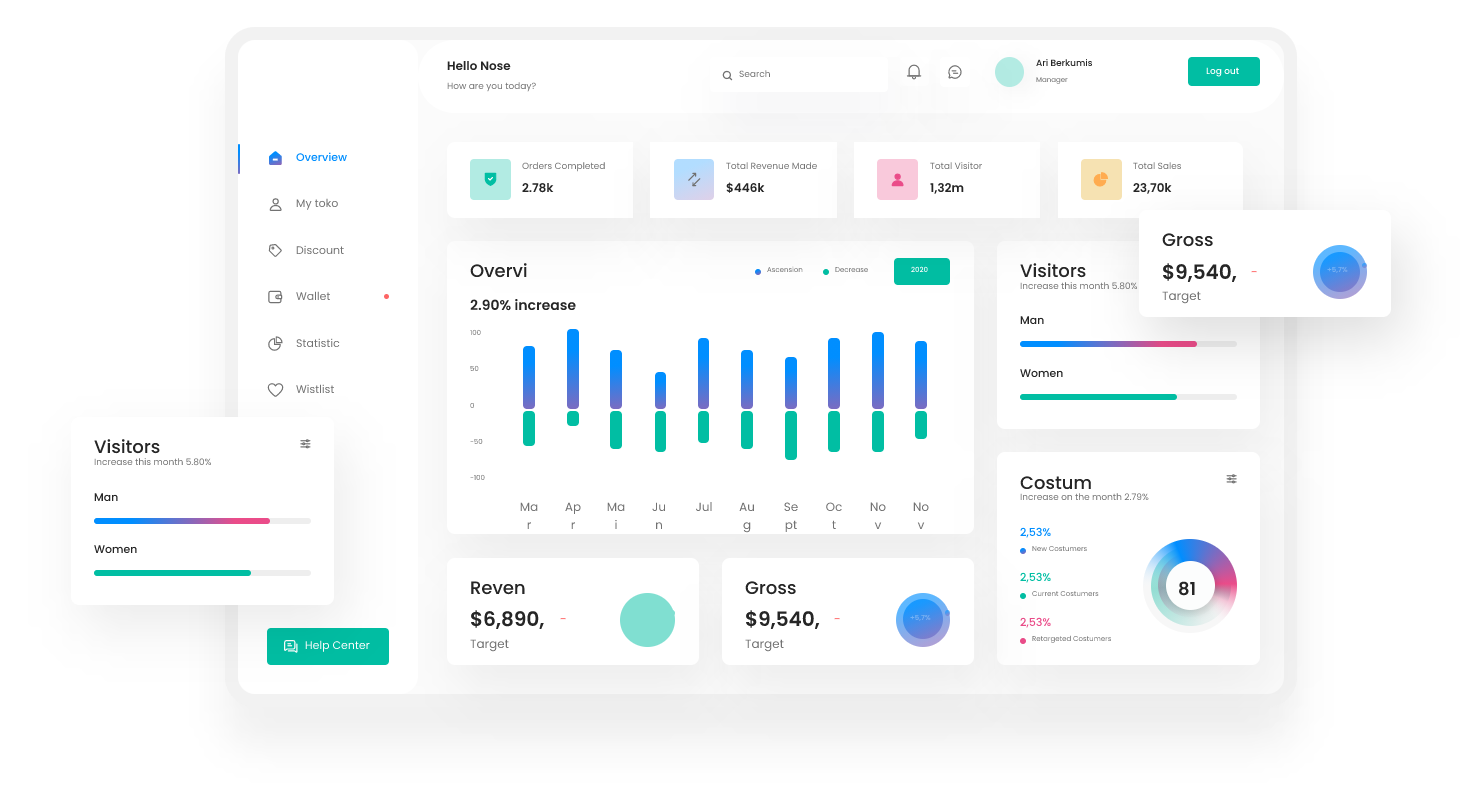 Hello Nose
How are you today?
Search
Ari Berkumis
Manager
Log out
Overview
My toko
Discount
Wallet
Statistic
Wistlist
Help Center
Orders Completed
2.78k
Total Revenue Made
$446k
Total Visitor
1,32m
Total Sales
23,70k
Overvi
Ascension
Decrease
2020
2.90% increase
100
50
0
-50
-100
Ma
r
Ap
r
Ma
i
Ju
n
Jul
Au
g
Se
pt
Oc
t
No
v
No
v
Visitors
Increase this month 5.80%
Man
Women
Gross
$9,540, -
Target
+5,7%
Visitors
Increase this month 5.80%
Man
Women
Reven
$6,890, -
Target
Gross
$9,540, -
Target
+5,7%
Costum
Increase on the month 2.79%
2,53%
New Costumers
2,53%
Current Costumers
2,53%
Retargeted Costumers
81